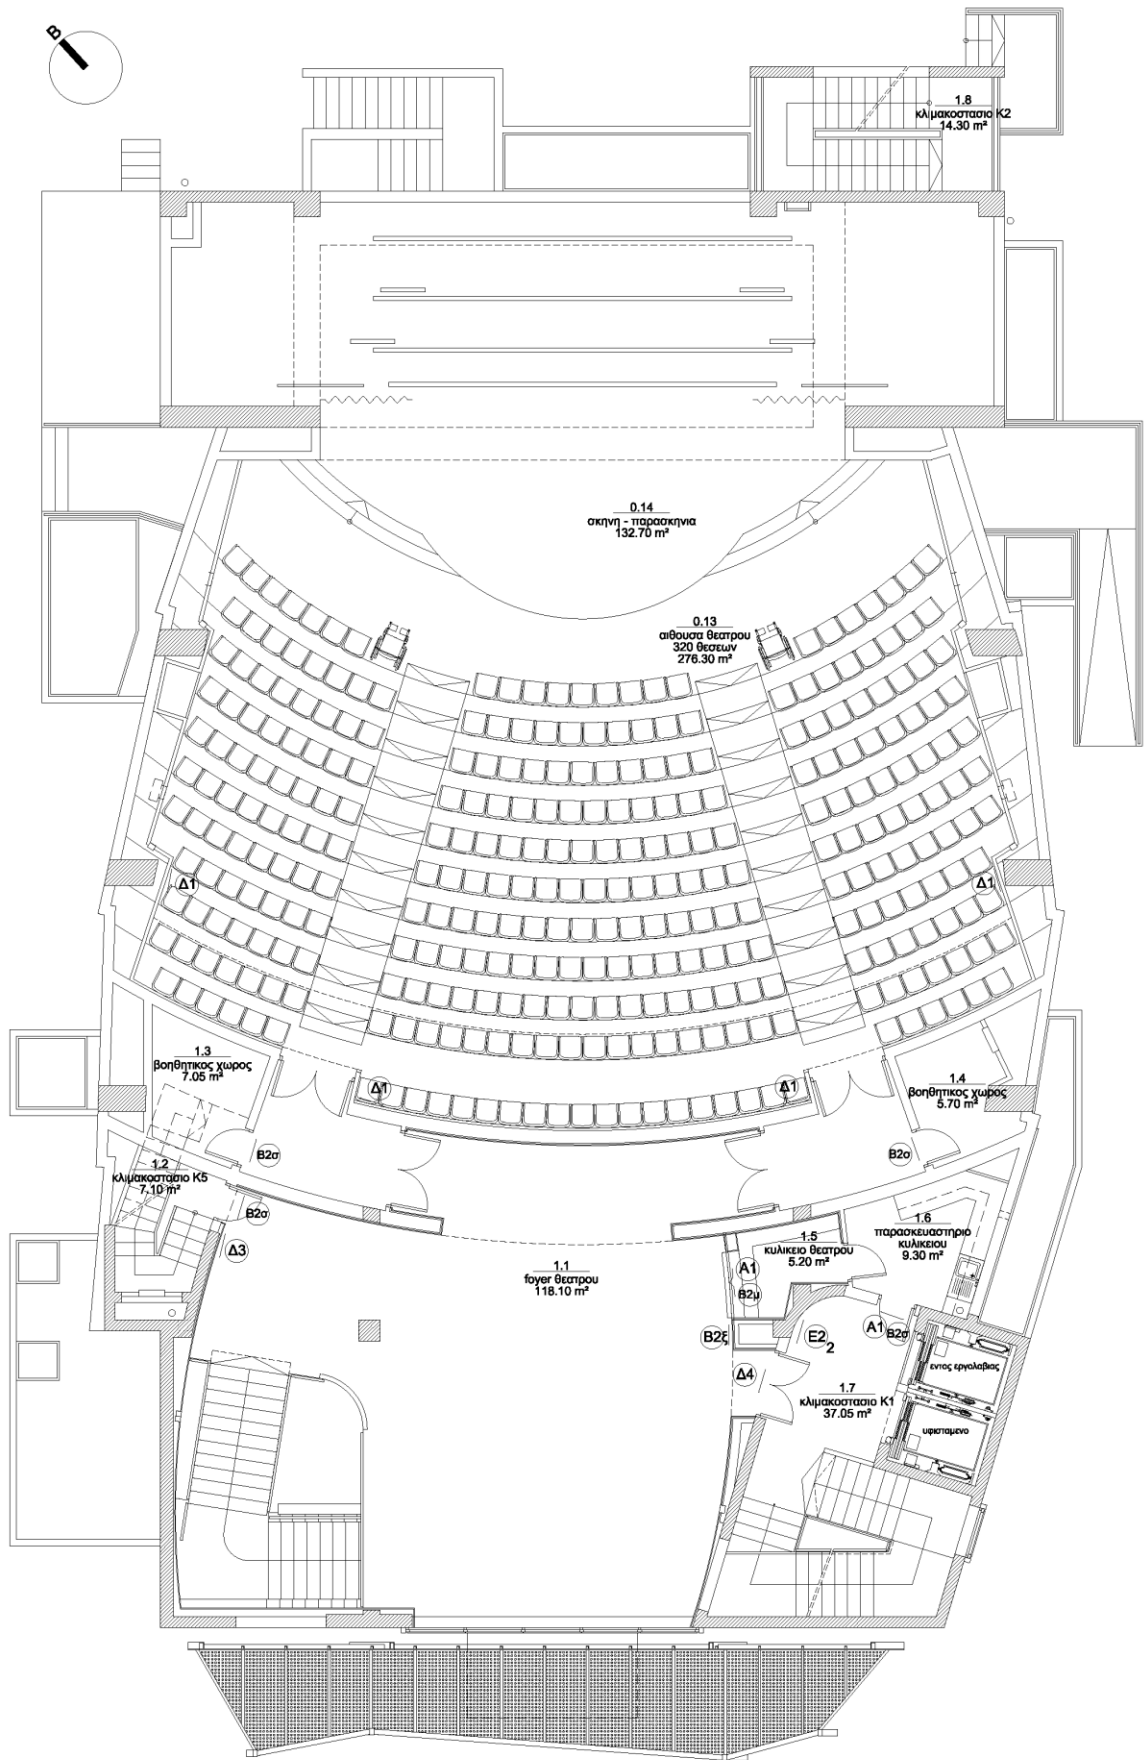 Β
1.8
κλιμακοστασιο Κ2
14.30 m²
0.14
σκηνη - παρασκηνια
132.70 m²
0.13
αιθουσα θεατρου
320 θεσεων
276.30 m²
Δ1
Δ1
1.3
βοηθητικος χωρος
7.05 m²
Δ1
Δ1
1.4
βοηθητικος χωρος
5.70 m²
Β2σ
Β2σ
1.2
κλιμακοστασιο Κ5
7.10 m²
Β2σ
Δ3
1.1
foyer θεατρου
118.10 m²
1.5
κυλικειο θεατρου
5.20 m²
1.6
παρασκευαστηριο
κυλικειου
9.30 m²
Α1
Β2μ
Β2ξ
Ε2 2
Α1
Β2σ
Δ4
1.7
κλιμακοστασιο Κ1
37.05 m²
εντος εργολαβιας
υφισταμενο